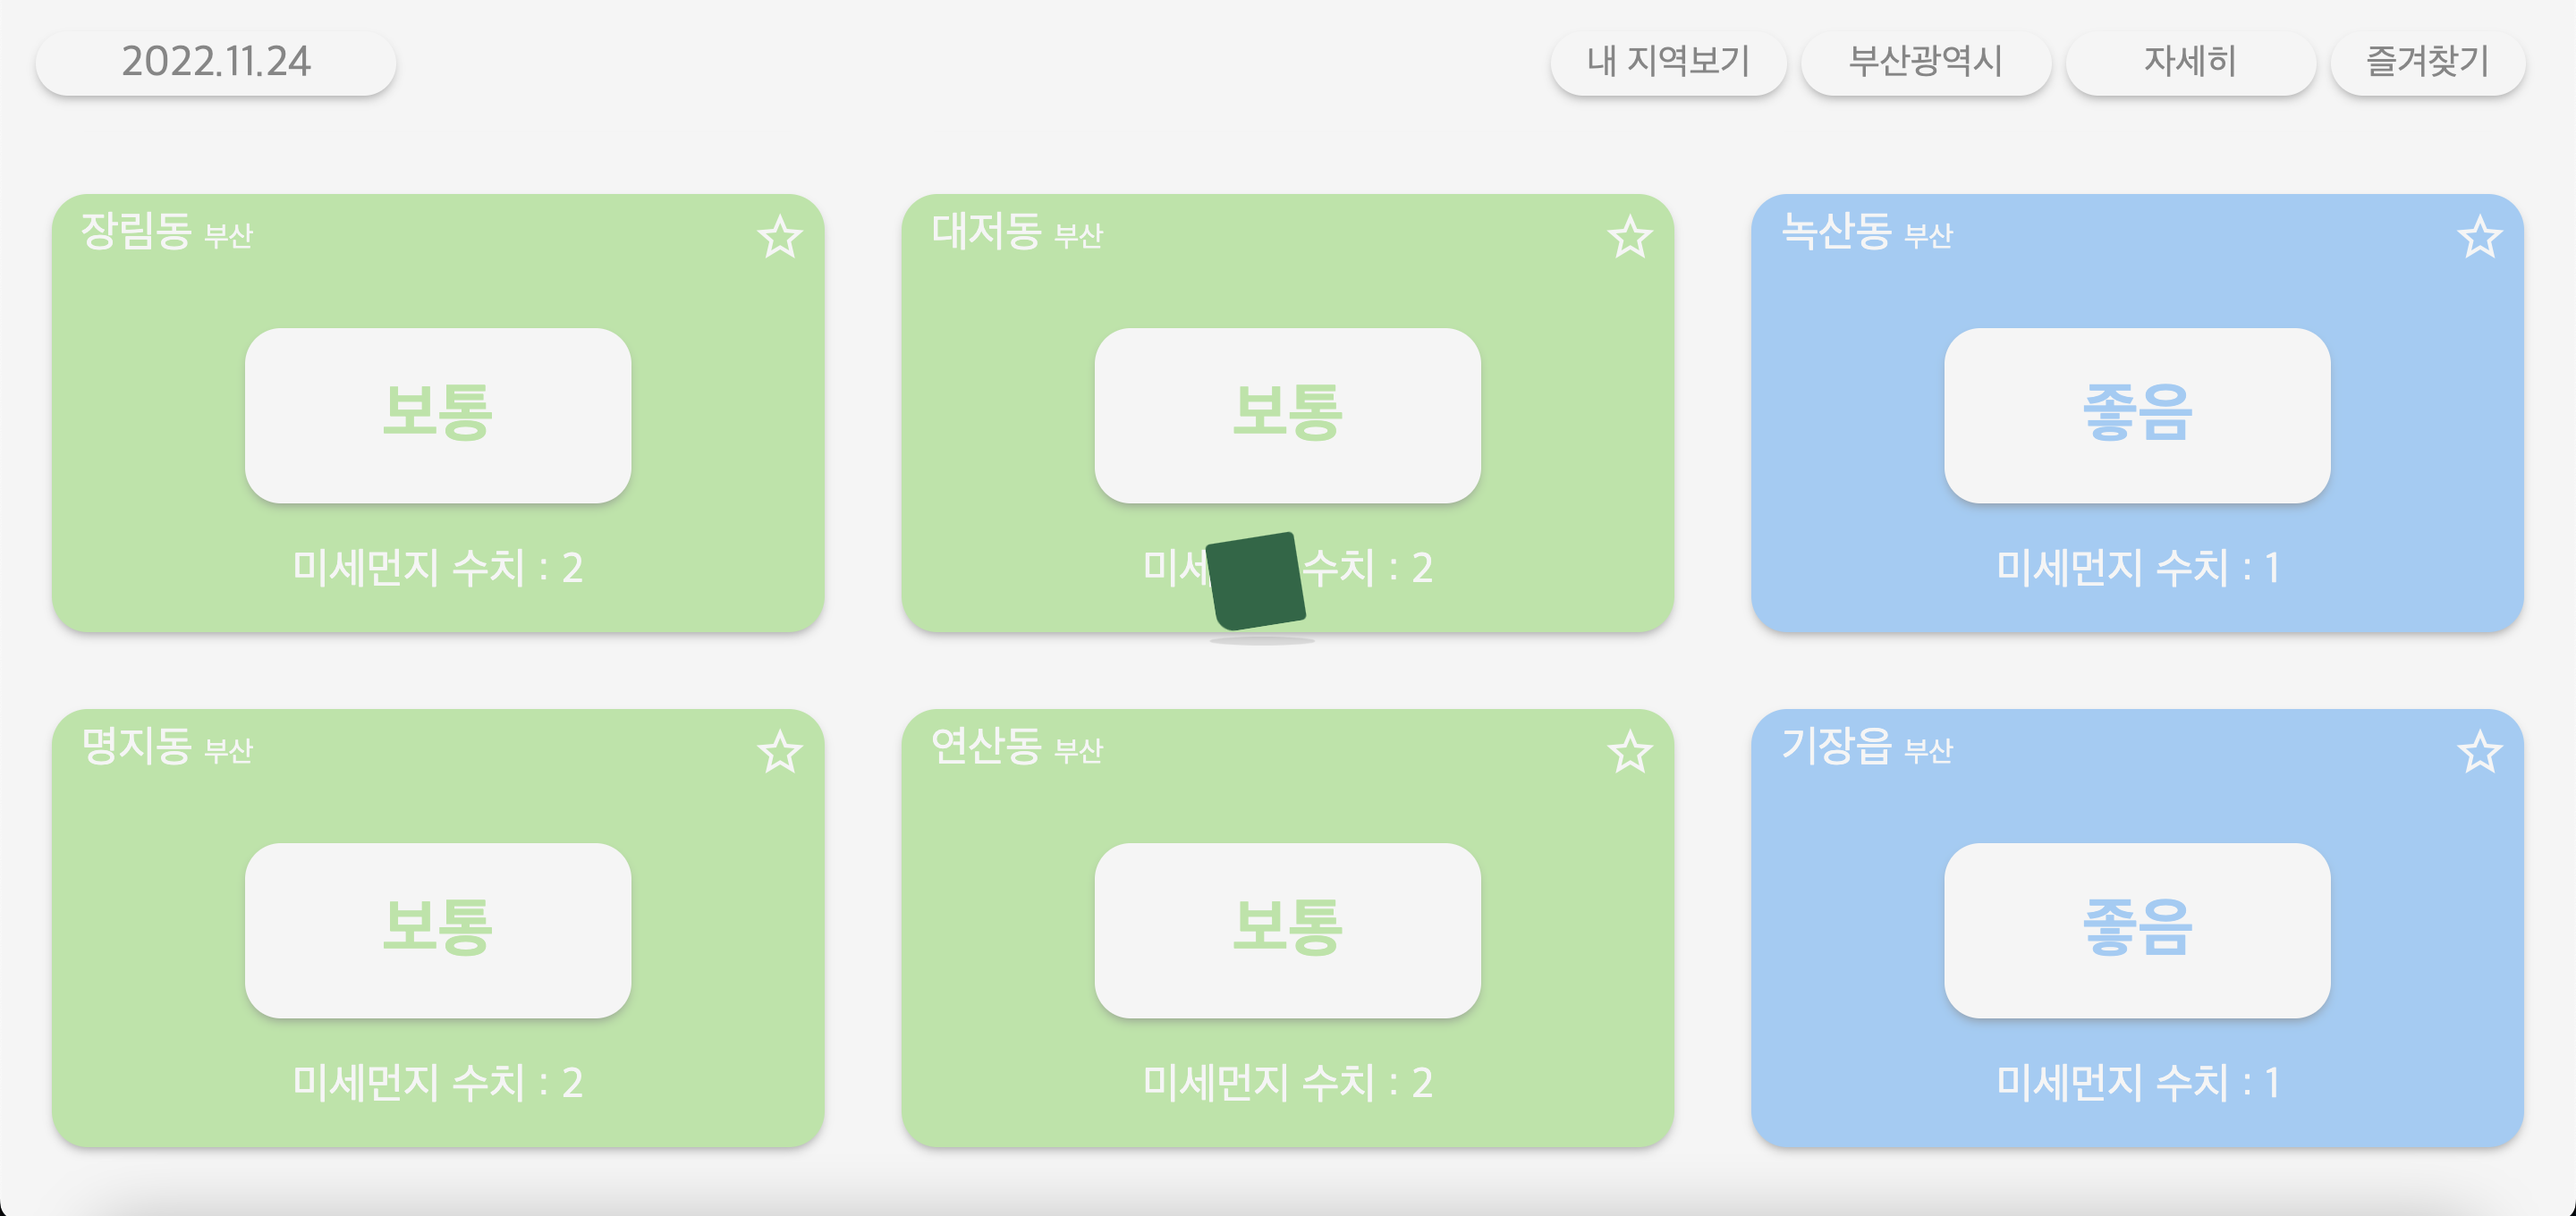 2022.11.24
내 지역보기
부산광역시
자세히
즐겨찾기
장림동 부산
보통
미세먼지 수치 : 2
대저동 부산
보통
미세 수치 : 2
녹산동 부산
좋음
미세먼지 수치 : 1
명지동 부산
보통
미세먼지 수치 : 2
연산동 부산
보통
미세먼지 수치 : 2
기장읍 부산
좋음
미세먼지 수치 : 1